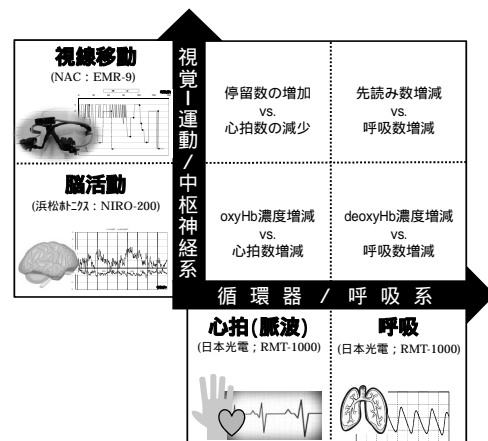 視線移動
(NAC：EMR-9)
脳活動
(浜松ﾎﾄﾆｸｽ：NIRO-200)
視覚ー運動/中枢神経系
停留数の増加
vs.
心拍数の減少
先読み数増減
vs.
呼吸数増減
oxyHb濃度増減
vs.
心拍数増減
deoxyHb濃度増減
vs.
呼吸数増減
循環器 / 呼吸系
心拍(脈波)
(日本光電；RMT-1000)
呼吸
(日本光電；RMT-1000)